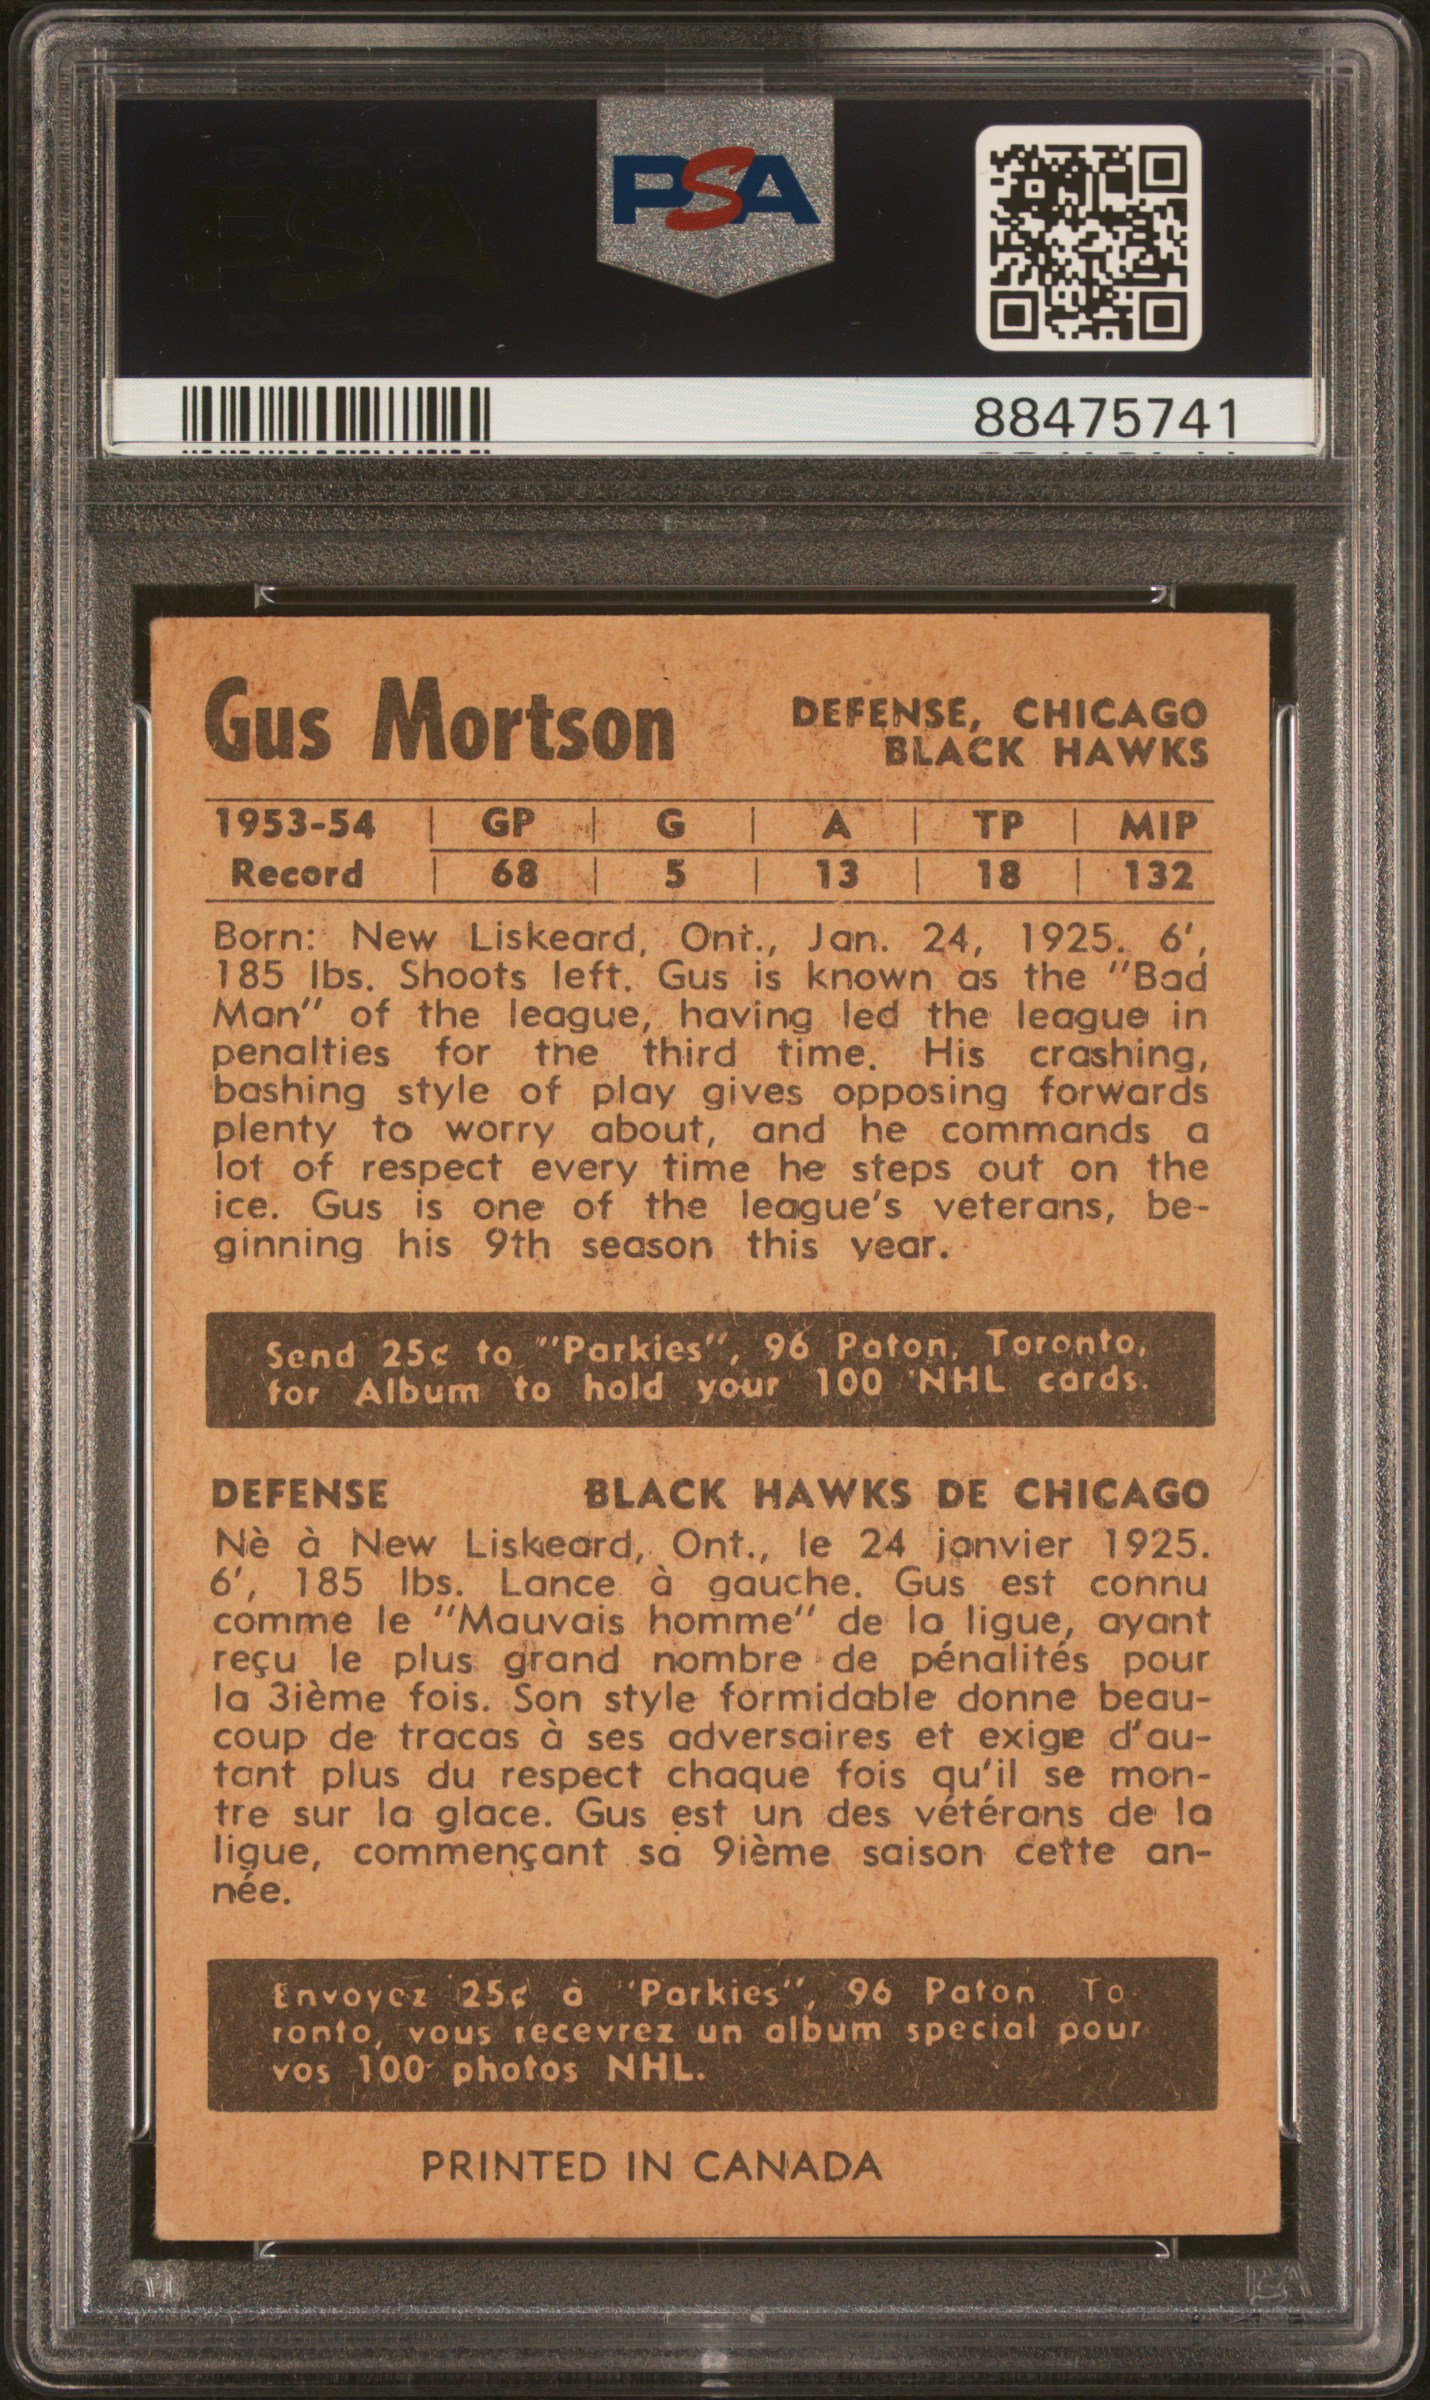 PSA
88475741
Gus Mortson
DEFENSE, CHICAGO
BLACK HAWKS
1953-54 | GP | G | A | TP | MIP
Record | 68 | 5 | 13 | 18 | 132
Born: New Liskeard, Ont., Jan. 24, 1925. 6',
185 lbs. Shoots left. Gus is known as the "Bad
Man" of the league, having led the league in
penalties for the third time. His crashing,
bashing style of play gives opposing forwards
plenty to worry about, and he commands a
lot of respect every time he steps out on the
ice. Gus is one of the league's veterans, be-
ginning his 9th season this year.
Send 25¢ to "Parkies", 96 Paton, Toronto,
for Album to hold your 100 NHL cards.
DEFENSE BLACK HAWKS DE CHICAGO
Nè à New Liskeard, Ont., le 24 janvier 1925.
6', 185 lbs. Lance à gauche. Gus est connu
comme le "Mauvais homme" de la ligue, ayant
reçu le plus grand nombre de pénalités pour
la 3ième fois. Son style formidable donne beau-
coup de tracas à ses adversaires et exige d'au-
tant plus du respect chaque fois qu'il se mon-
tre sur la glace. Gus est un des vétérans de la
ligue, commençant sa 9ième saison cette an-
née.
Envoyez 25¢ à "Parkies", 96 Paton To-
ronto, vous recevrez un album special pour
vos 100 photos NHL.
PRINTED IN CANADA